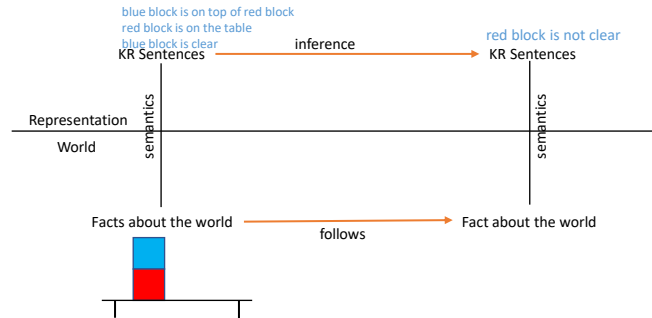 blue block is on top of red block
red block is on the table
blue block is clear
KR Sentences
inference
red block is not clear
KR Sentences
semantics
semantics
Representation
World
Facts about the world
follows
Fact about the world